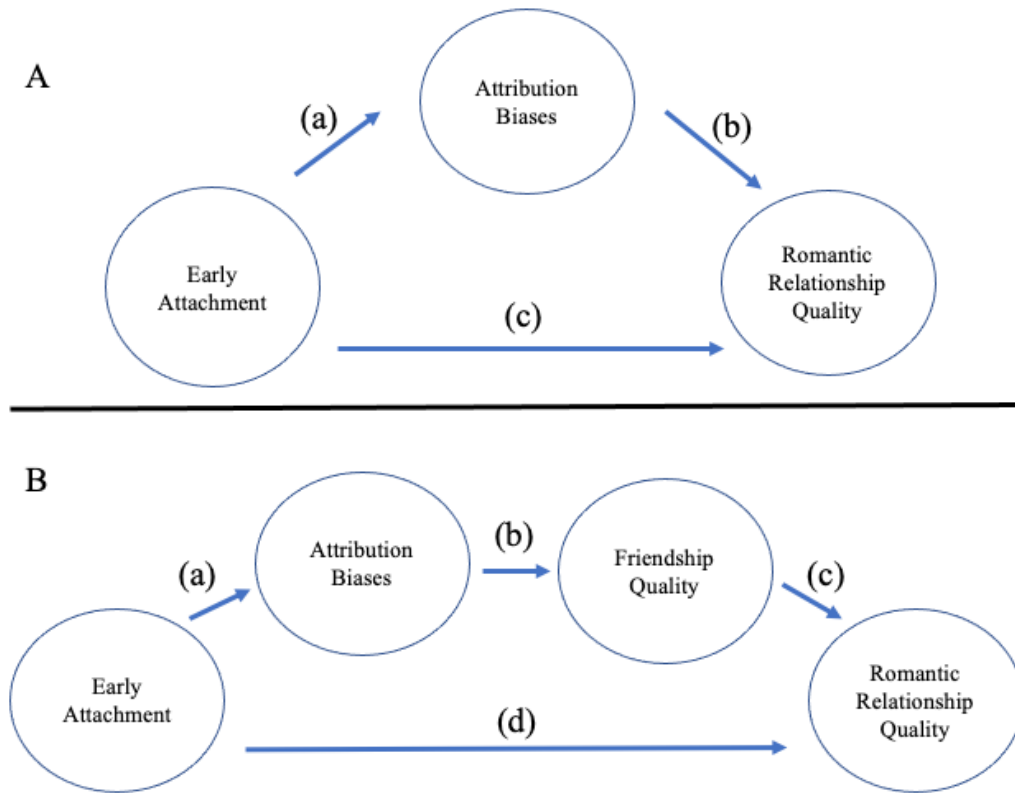 A
Attribution
Biases
(a)
(b)
Early
Attachment
Romantic
Relationship
Quality
(c)
B
Attribution
Biases
(b)
Friendship
Quality
(a)
(c)
Early
Attachment
Romantic
Relationship
Quality
(d)